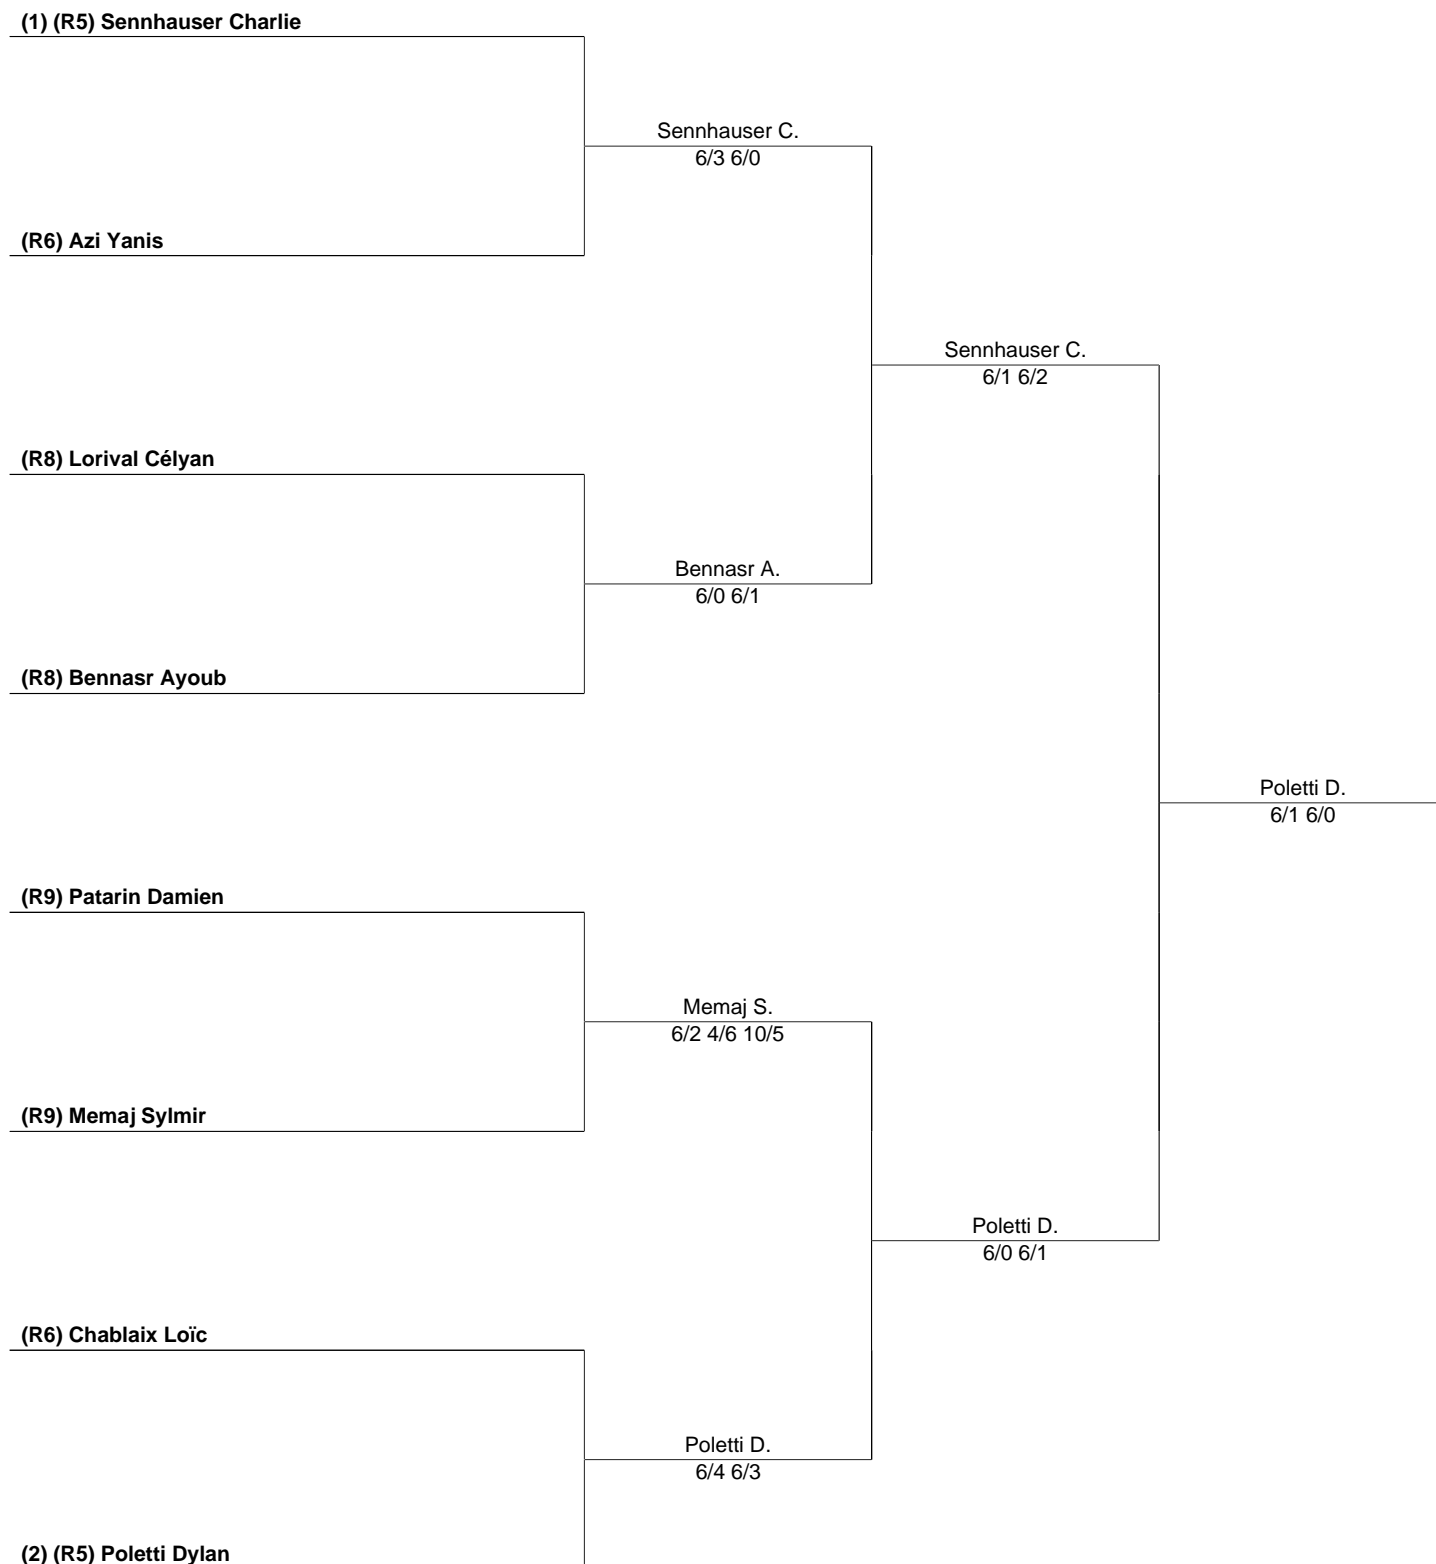 (1) (R5) Sennhauser Charlie
Sennhauser C.
6/3 6/0
(R6) Azi Yanis
Sennhauser C.
6/1 6/2
(R8) Lorival Célyan
Bennasr A.
6/0 6/1
(R8) Bennasr Ayoub
Poletti D.
6/1 6/0
(R9) Patarin Damien
Memaj S.
6/2 4/6 10/5
(R9) Memaj Sylmir
Poletti D.
6/0 6/1
(R6) Chablaix Loïc
Poletti D.
6/4 6/3
(2) (R5) Poletti Dylan